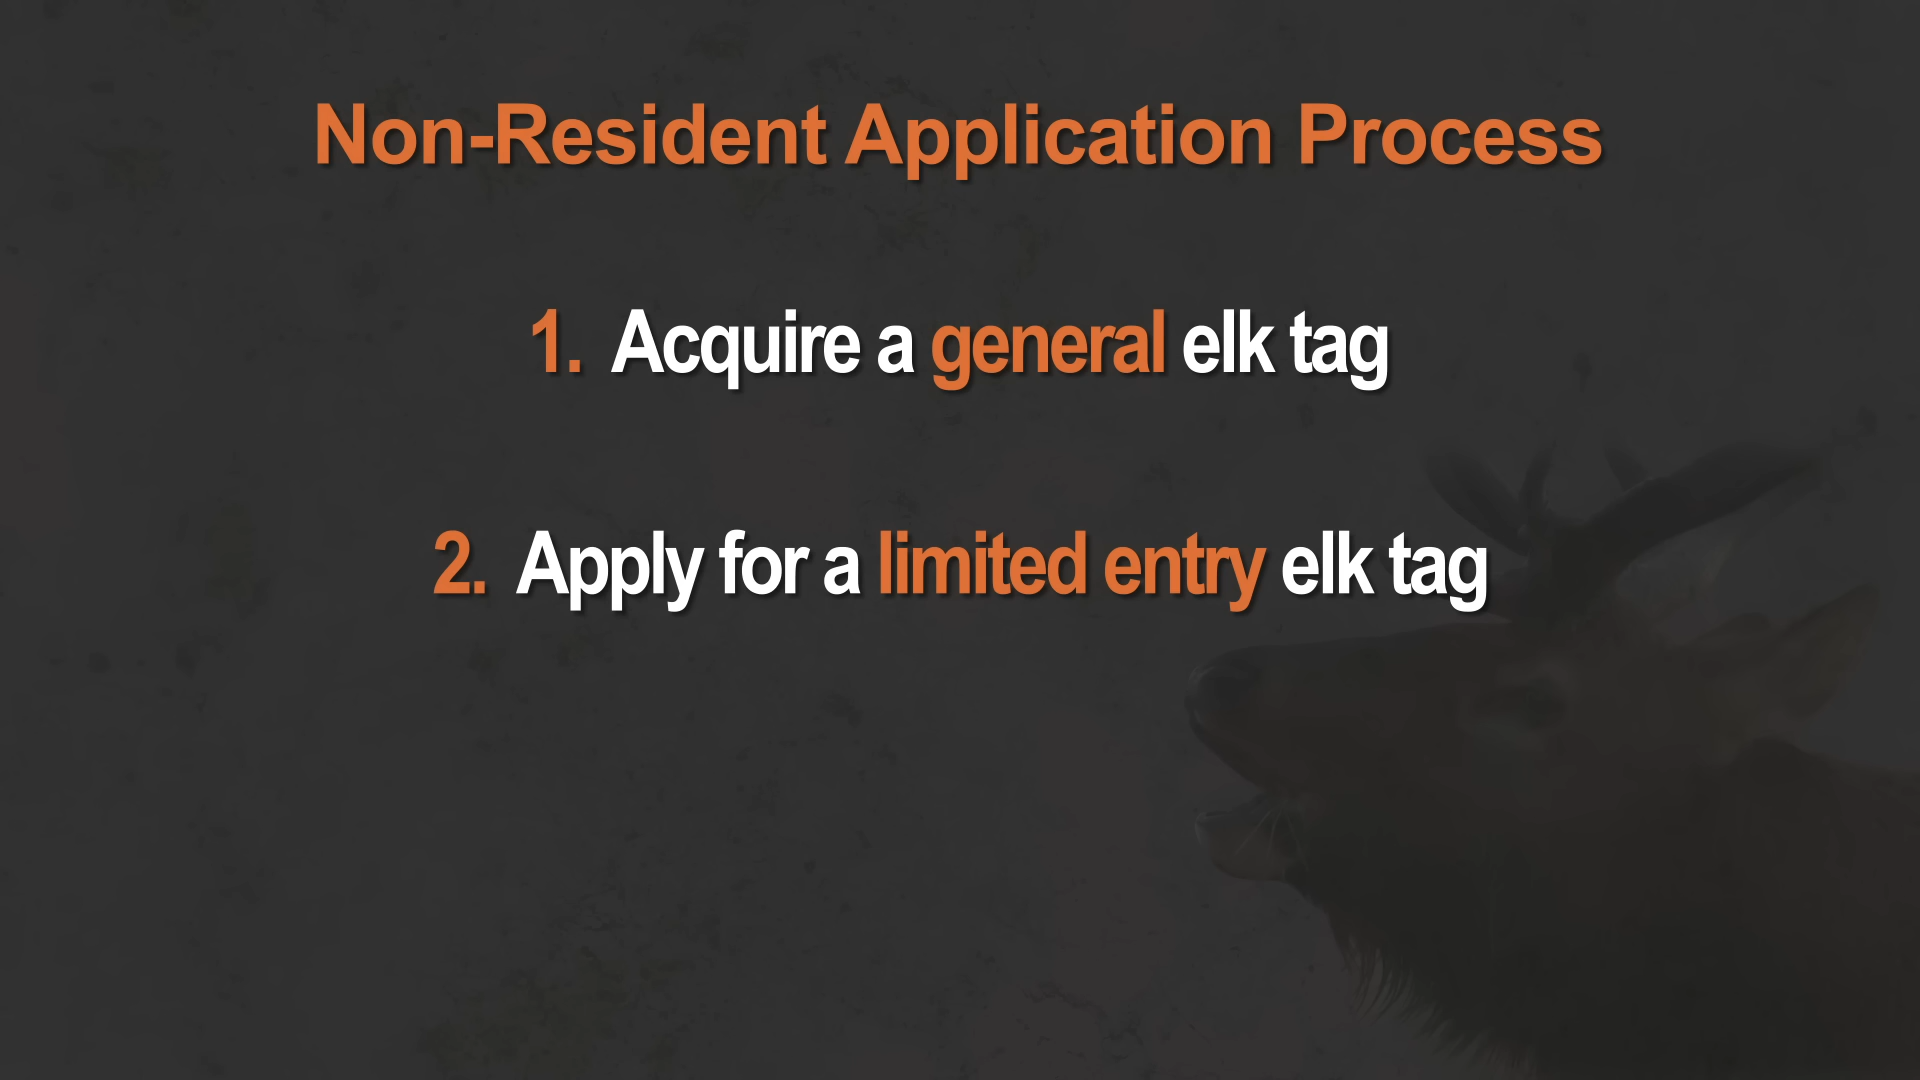 Non-Resident Application Process
1. Acquire a general elk tag
2. Apply for a limited entry elk tag